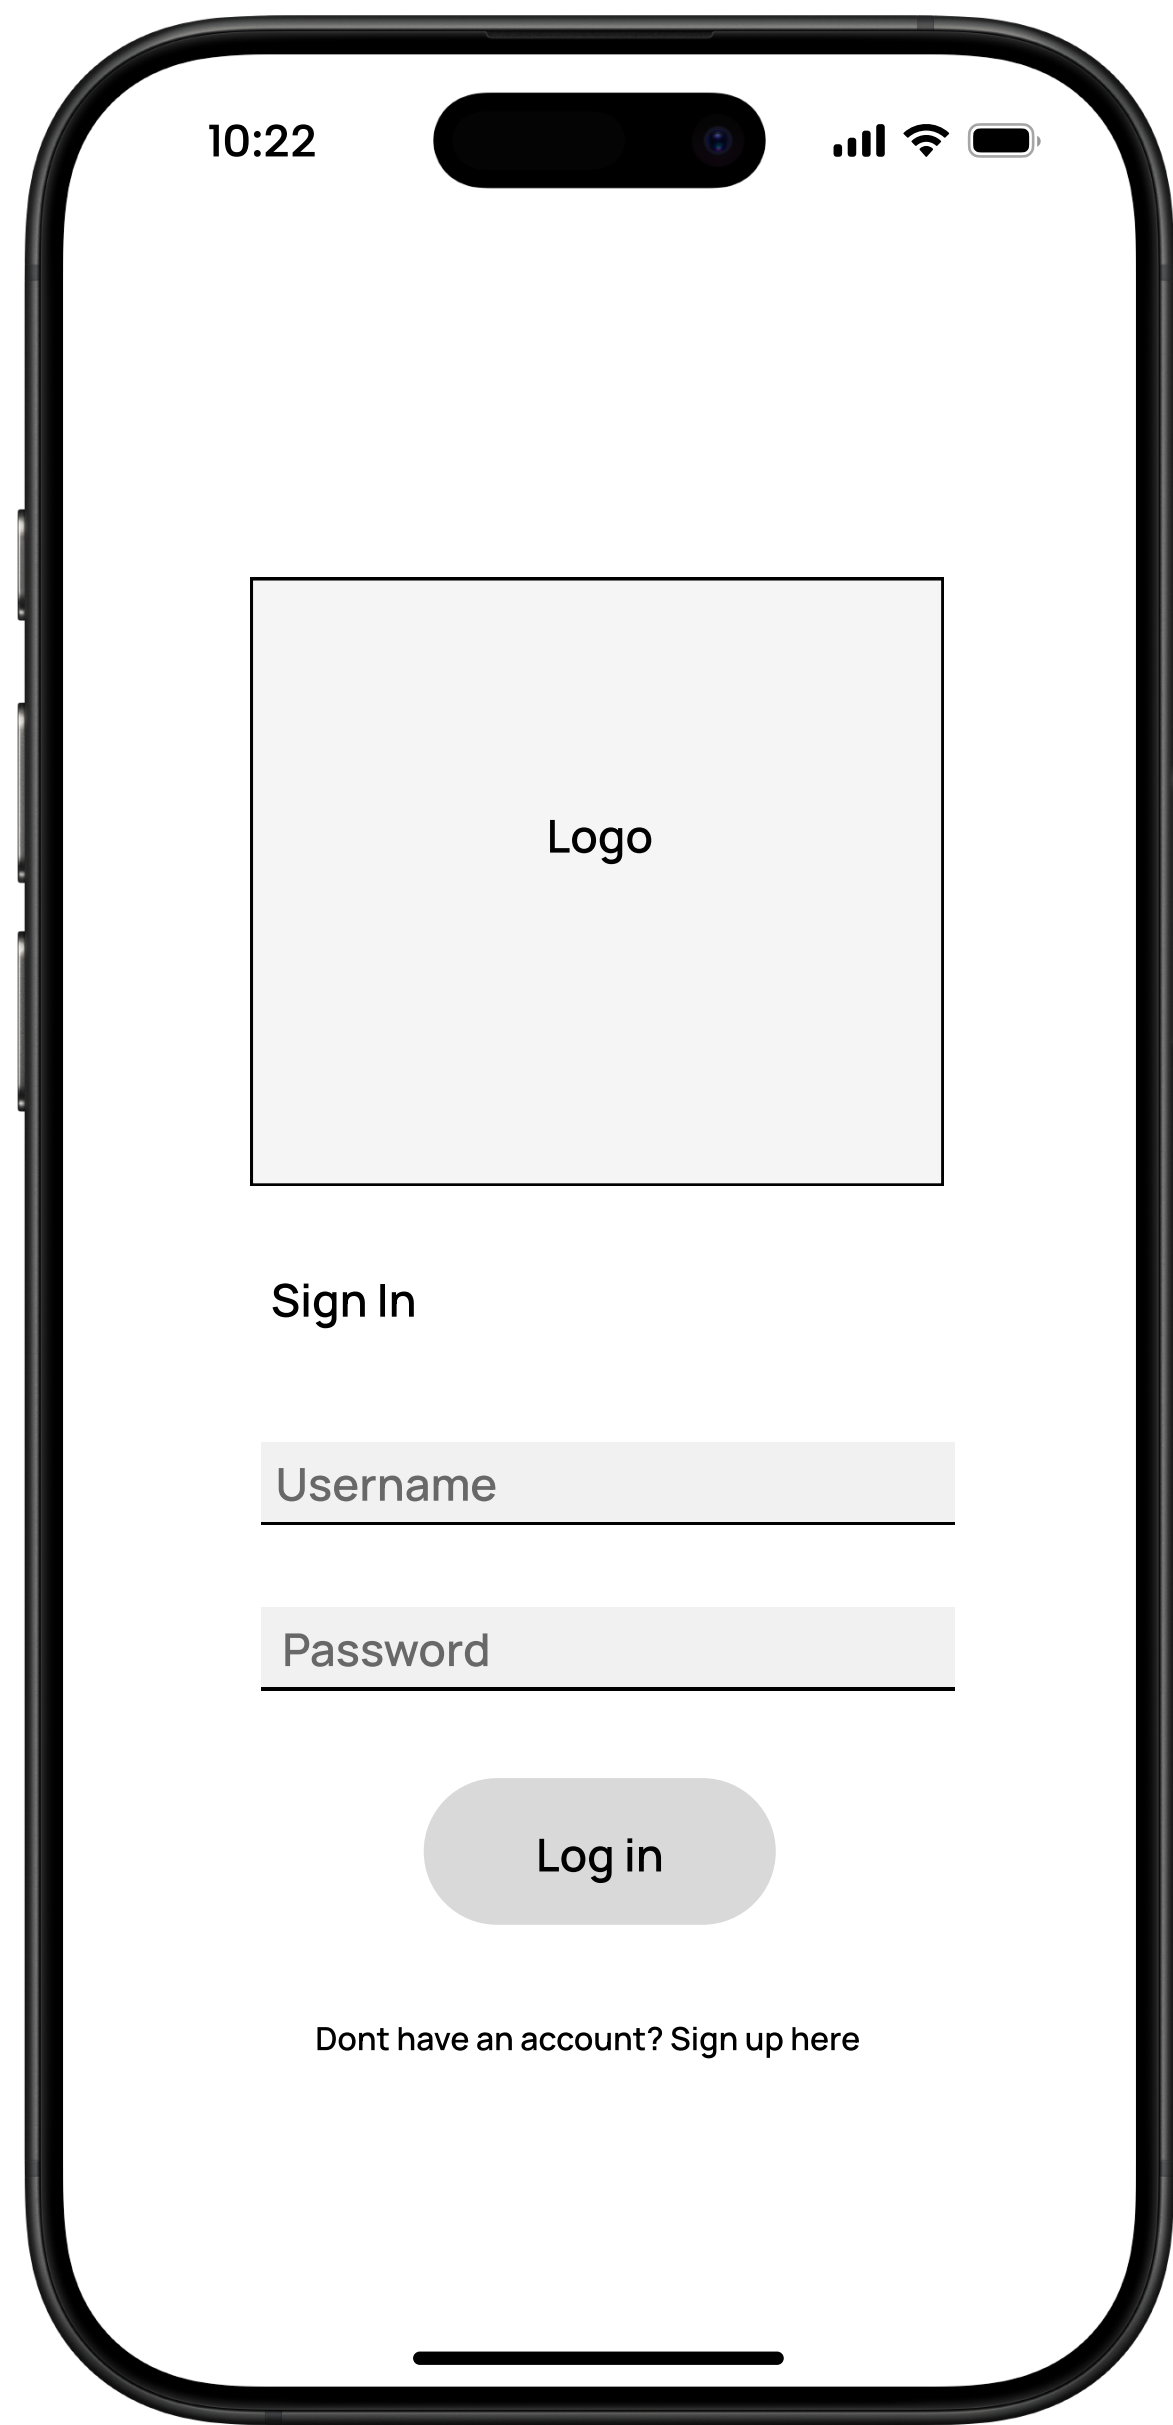 10:22
Logo
Sign In
Username
Password
Log in
Dont have an account? Sign up here